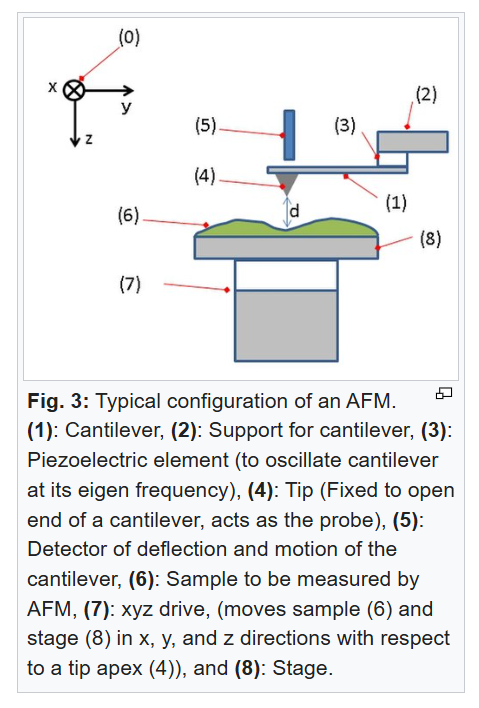 (0)
x
y
z
(5)
(3)
(2)
(4)
d
(1)
(6)
(8)
(7)
Fig. 3: Typical configuration of an AFM.
(1): Cantilever, (2): Support for cantilever, (3):
Piezoelectric element (to oscillate cantilever
at its eigen frequency), (4): Tip (Fixed to open
end of a cantilever, acts as the probe), (5):
Detector of deflection and motion of the
cantilever, (6): Sample to be measured by
AFM, (7): xyz drive, (moves sample (6) and
stage (8) in x, y, and z directions with respect
to a tip apex (4)), and (8): Stage.